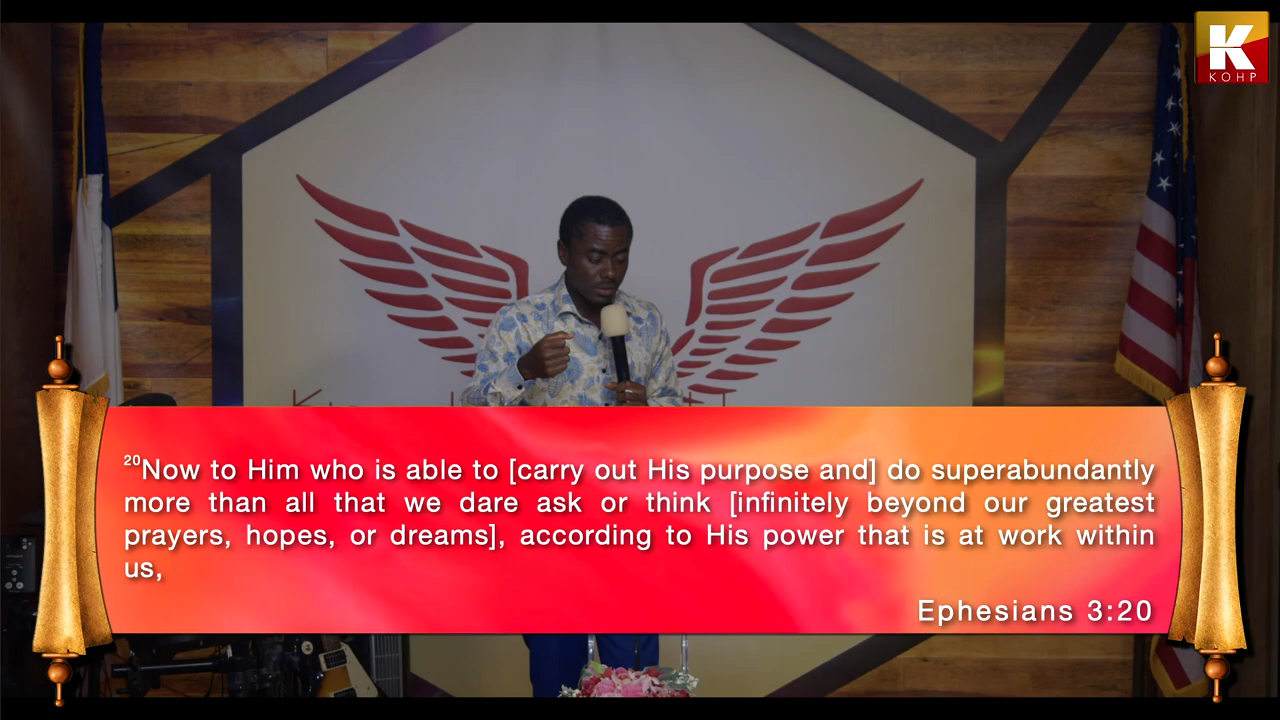 K
KOHP
20Now to Him who is able to [carry out His purpose and] do superabundantly
more than all that we dare ask or think [infinitely beyond our greatest
prayers, hopes, or dreams], according to His power that is at work within
us,
Ephesians 3:20